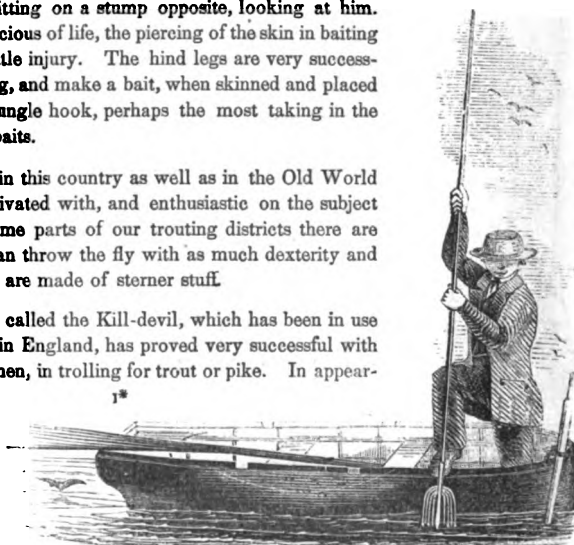 itting on a stump opposite, looking at him.
cious of life, the piercing of the skin in baiting
tle injury. The hind legs are very success-
g, and make a bait, when skinned and placed
angle hook, perhaps the most taking in the
baits.
in this country as well as in the Old World
ivated with, and enthusiastic on the subject
me parts of our trouting districts there are
an throw the fly with as much dexterity and
are made of sterner stuff.
called the Kill-devil, which has been in use
in England, has proved very successful with
men, in trolling for trout or pike. In appear-
I*